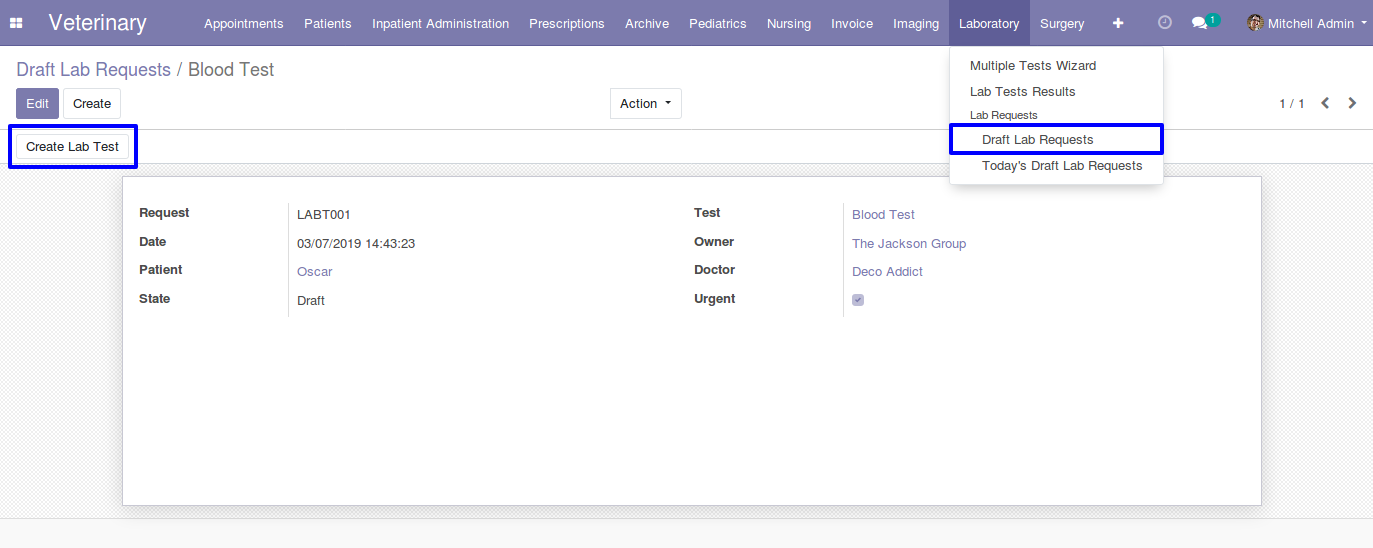 Veterinary Appointments Patients Inpatient Administration Prescriptions Archive Pediatrics Nursing Invoice Imaging Laboratory Surgery 1 Mitchell Admin
Draft Lab Requests / Blood Test
Edit Create Action 1 / 1
Create Lab Test
Multiple Tests Wizard
Lab Tests Results
Lab Requests
Draft Lab Requests
Today's Draft Lab Requests
Request LABT001 Test Blood Test
Date 03/07/2019 14:43:23 Owner The Jackson Group
Patient Oscar Doctor Deco Addict
State Draft Urgent